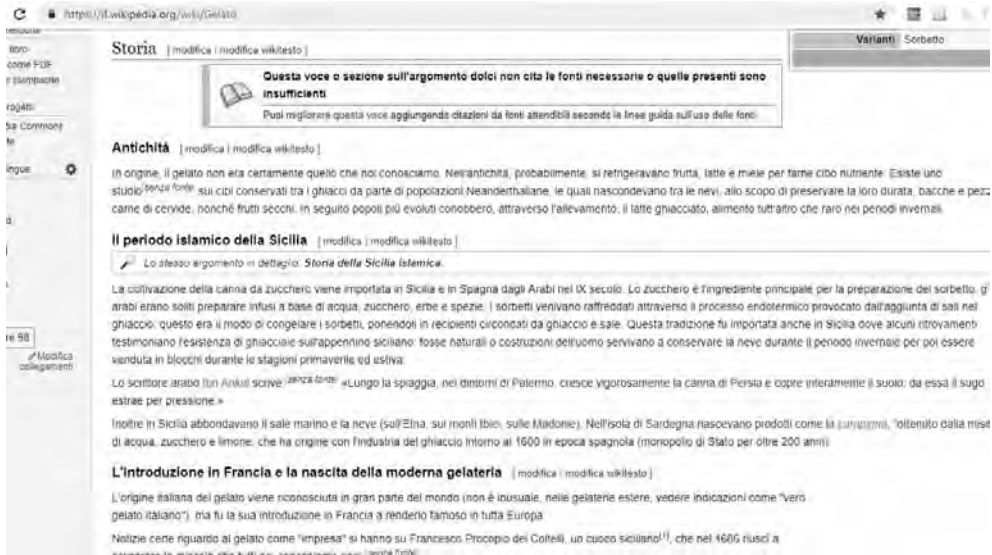 https://it.wikipedia.org/wiki/Gelato
libro
come PDF
Commons
lingue
re 98
Modifica
collegamenti
Varianti Sorbetto
Storia [ modifica | modifica wikitesto ]
Questa voce o sezione sull'argomento dolci non cita le fonti necessarie o quelle presenti sono
insufficienti.
Puoi migliorare questa voce aggiungendo citazioni da fonti attendibili secondo le linee guida sull'uso delle fonti.
Antichità [ modifica | modifica wikitesto ]
In origine, il gelato non era certamente quello che noi conosciamo. Nell'antichità, probabilmente, si refrigeravano frutta, latte e miele per farne cibo nutriente. Esiste uno
studio[senza fonte] sui cibi conservati tra i ghiacci da parte di popolazioni Neanderthaliane, le quali nascondevano tra le nevi, allo scopo di preservare la loro durata, bacche e pezz
carne di cervide, nonché frutti secchi. In seguito popoli più evoluti conobbero, attraverso l'allevamento, il latte ghiacciato, alimento tutt'altro che raro nei periodi invernali.
Il periodo islamico della Sicilia [ modifica | modifica wikitesto ]
Lo stesso argomento in dettaglio: Storia della Sicilia islamica.
La coltivazione della canna da zucchero viene importata in Sicilia e in Spagna dagli Arabi nel IX secolo. Lo zucchero è l'ingrediente principale per la preparazione del sorbetto, g
arabi erano soliti preparare infusi a base di acqua, zucchero, erbe e spezie. I sorbetti venivano raffreddati attraverso il processo endotermico provocato dall'aggiunta di sali nel
ghiaccio; questo era il modo di congelare i sorbetti, ponendoli in recipienti circondati da ghiaccio e sale. Questa tradizione fu importata anche in Sicilia dove alcuni ritrovamenti
testimoniano l'esistenza di ghiacciaie sull'appennino siciliano: fosse naturali o costruzioni dell'uomo servivano a conservare la neve durante il periodo invernale per poi essere
venduta in blocchi durante le stagioni primaverile ed estiva.
Lo scrittore arabo Ibn Ankul scrive:[senza fonte] «Lungo la spiaggia, nei dintorni di Palermo, cresce vigorosamente la canna di Persia e copre interamente il suolo; da essa il sugo
estrae per pressione.»
Inoltre in Sicilia abbondavano il sale marino e la neve (sull'Etna, sui monti Iblei, sulle Madonie). Nell'isola di Sardegna nascevano prodotti come la "ottenuto dalla misc
di acqua, zucchero e limone, che ha origine con l'industria del ghiaccio intorno al 1600 in epoca spagnola (monopolio di Stato per oltre 200 anni).
L'introduzione in Francia e la nascita della moderna gelateria [ modifica | modifica wikitesto ]
L'origine italiana del gelato viene riconosciuta in gran parte del mondo (non è inusuale, nelle gelaterie estere, vedere indicazioni come "vero
gelato italiano"), ma fu la sua introduzione in Francia a renderlo famoso in tutta Europa.
Notizie certe riguardo al gelato come "impresa" si hanno su Francesco Procopio dei Coltelli, un cuoco siciliano[1], che nel 1686 riuscì a